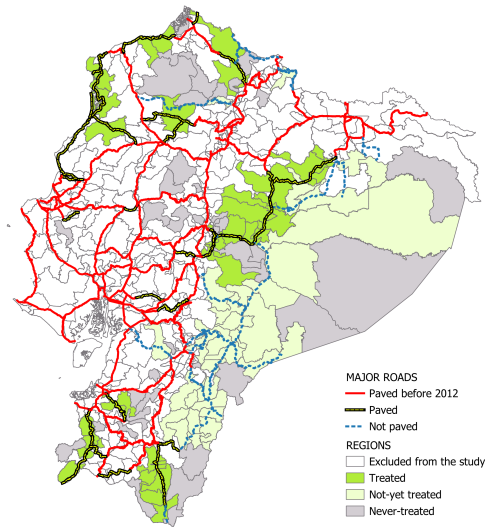 MAJOR ROADS
Paved before 2012
Paved
Not paved
REGIONS
Excluded from the study
Treated
Not-yet treated
Never-treated